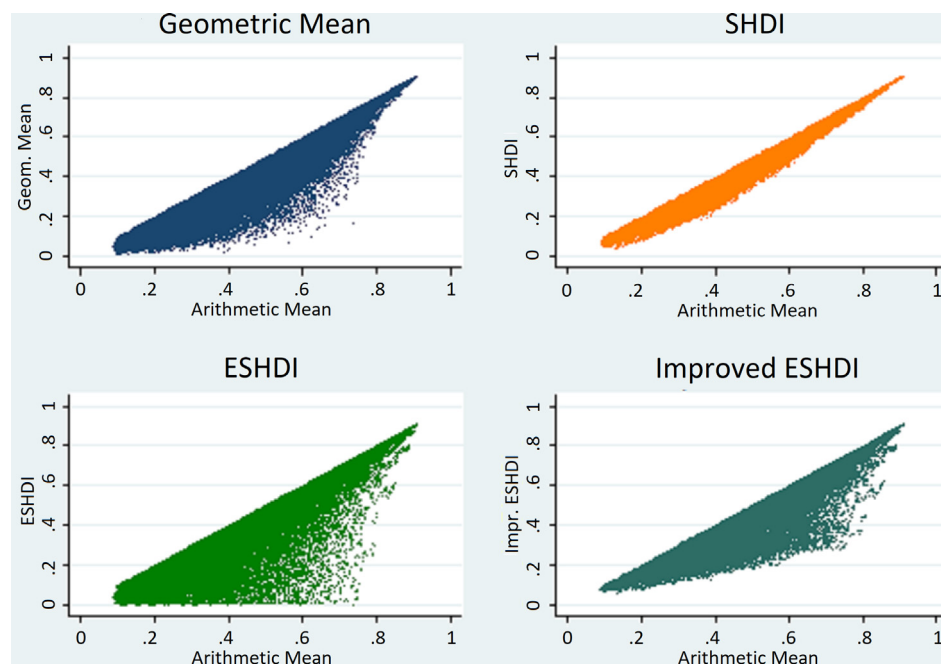 Geometric Mean
Geom. Mean
1
.8
.6
.4
.2
0
0 .2 .4 .6 .8 1
Arithmetic Mean
SHDI
SHDI
1
.8
.6
.4
.2
0
0 .2 .4 .6 .8 1
Arithmetic Mean
ESHDI
ESHDI
1
.8
.6
.4
.2
0
0 .2 .4 .6 .8 1
Arithmetic Mean
Improved ESHDI
Impr. ESHDI
1
.8
.6
.4
.2
0
0 .2 .4 .6 .8 1
Arithmetic Mean